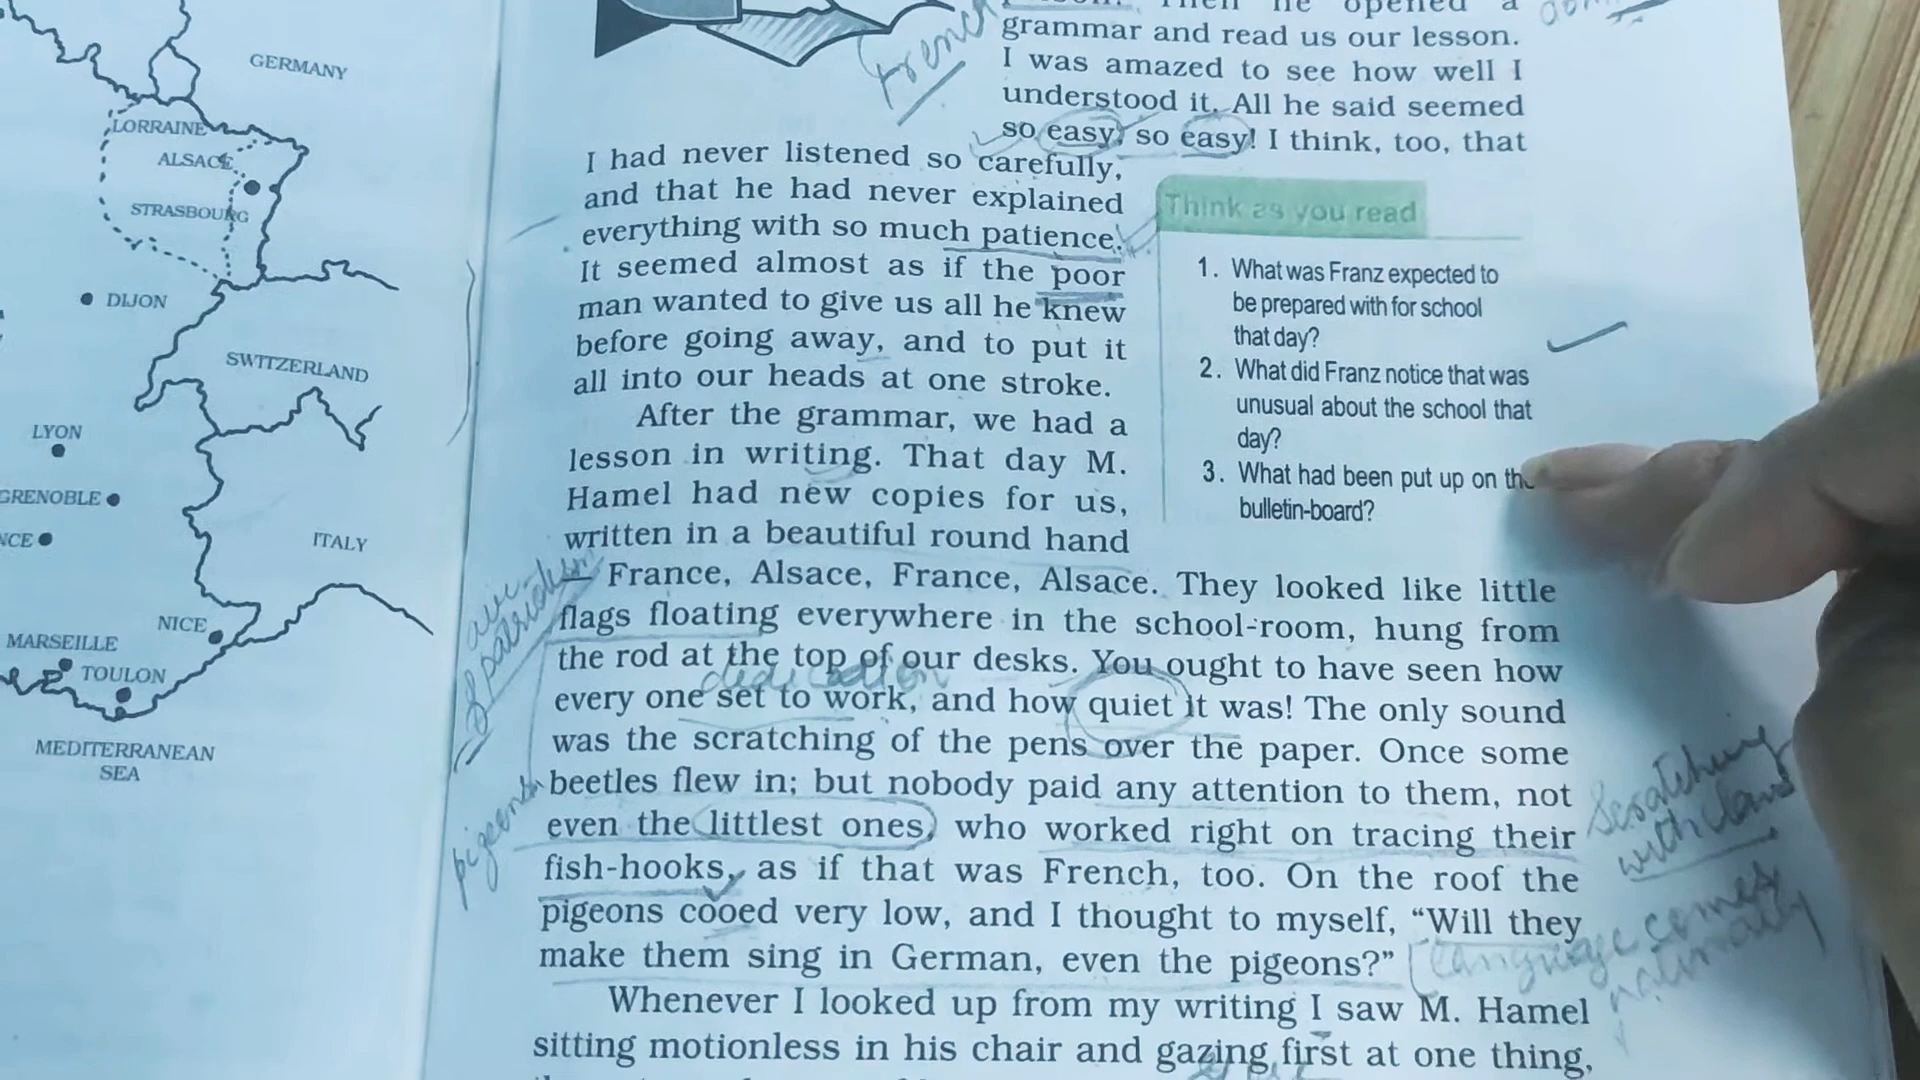 GERMANY
LORRAINE
ALSACE
STRASBOURG
DIJON
SWITZERLAND
LYON
GRENOBLE
NCE
ITALY
NICE
MARSEILLE
TOULON
MEDITERRANEAN
SEA
French
Then he opened a
grammar and read us our lesson.
I was amazed to see how well I
understood it. All he said seemed
so easy, so easy! I think, too, that
I had never listened so carefully,
and that he had never explained
everything with so much patience.
It seemed almost as if the poor
man wanted to give us all he knew
before going away, and to put it
all into our heads at one stroke.
After the grammar, we had a
lesson in writing. That day M.
Hamel had new copies for us,
written in a beautiful round hand
— France, Alsace, France, Alsace. They looked like little
flags floating everywhere in the school-room, hung from
the rod at the top of our desks. You ought to have seen how
dedication
every one set to work, and how quiet it was! The only sound
was the scratching of the pens over the paper. Once some
beetles flew in; but nobody paid any attention to them, not
even the littlest ones, who worked right on tracing their
fish-hooks, as if that was French, too. On the roof the
pigeons cooed very low, and I thought to myself, “Will they
make them sing in German, even the pigeons?”
Whenever I looked up from my writing I saw M. Hamel
sitting motionless in his chair and gazing first at one thing,
Think as you read
1. What was Franz expected to
be prepared with for school
that day?
2. What did Franz notice that was
unusual about the school that
day?
3. What had been put up on the
bulletin-board?
of patriotism
pigeons
Scratching
with claws
language comes
naturally